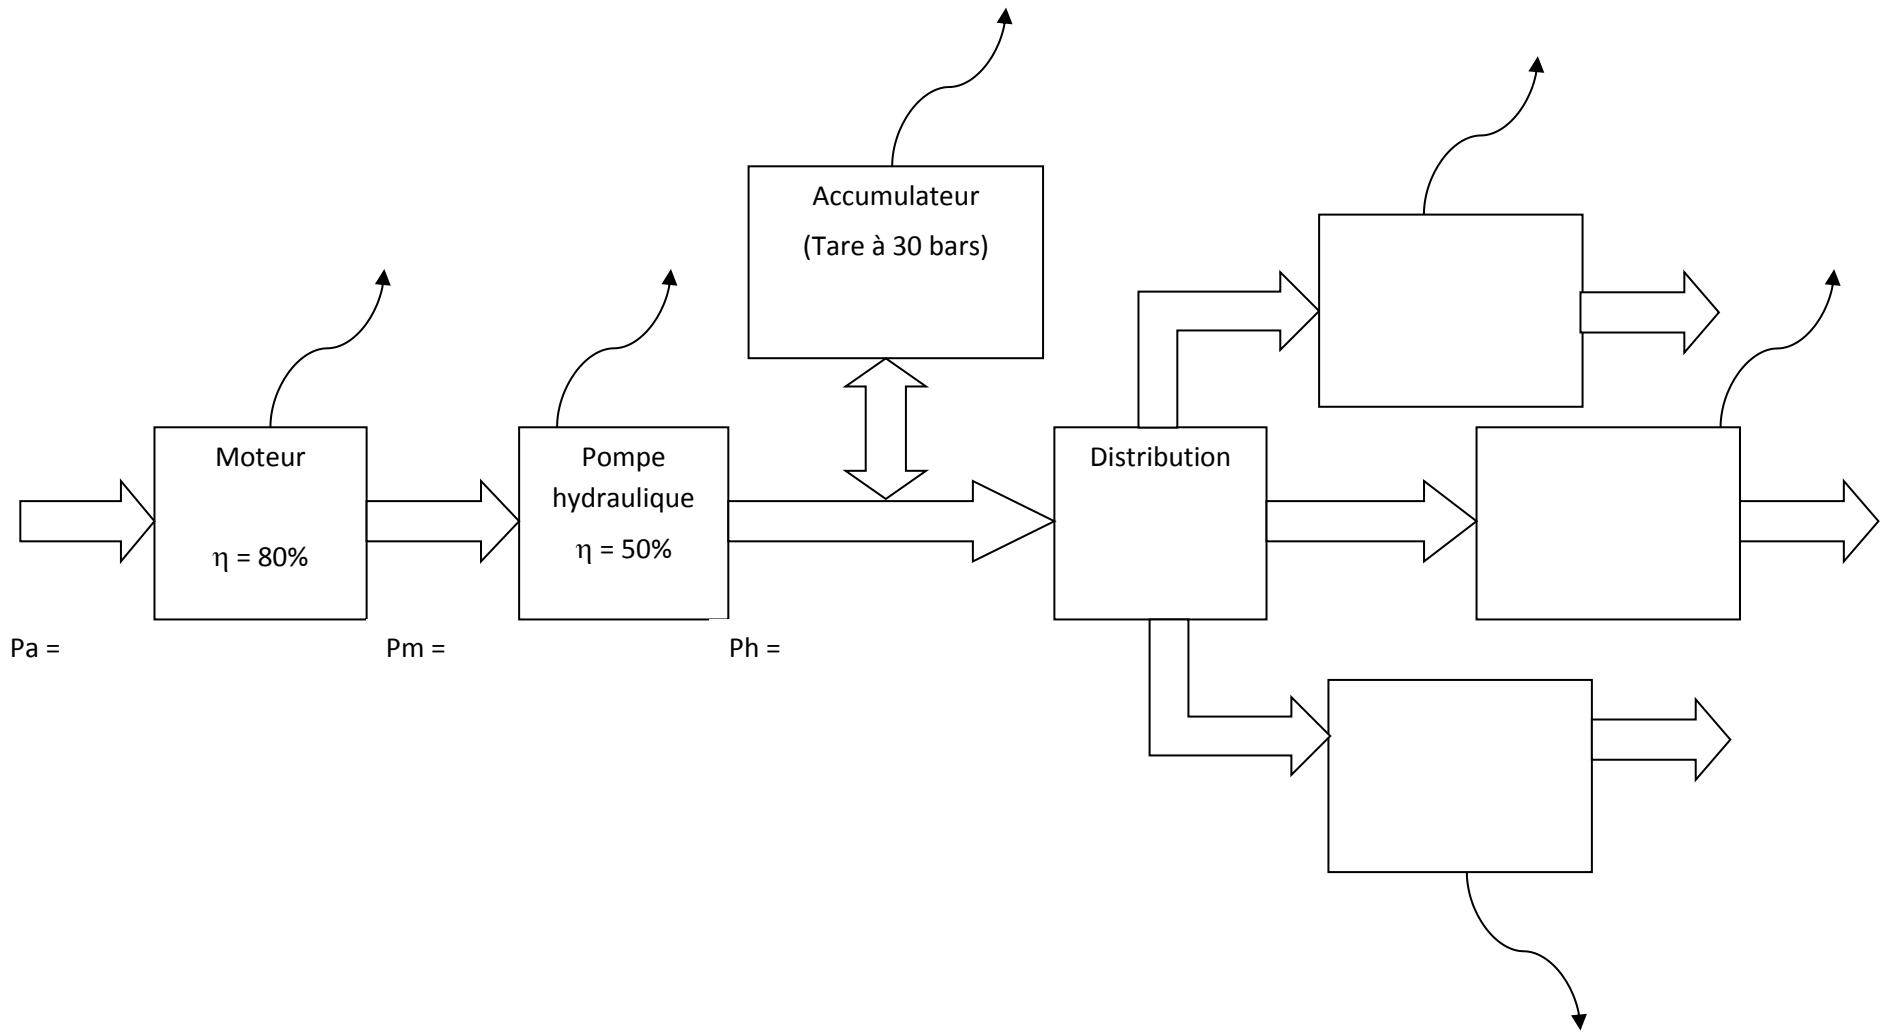 Accumulateur
(Tare à 30 bars)
Moteur
η = 80%
Pompe
hydraulique
η = 50%
Distribution
Pa =
Pm =
Ph =